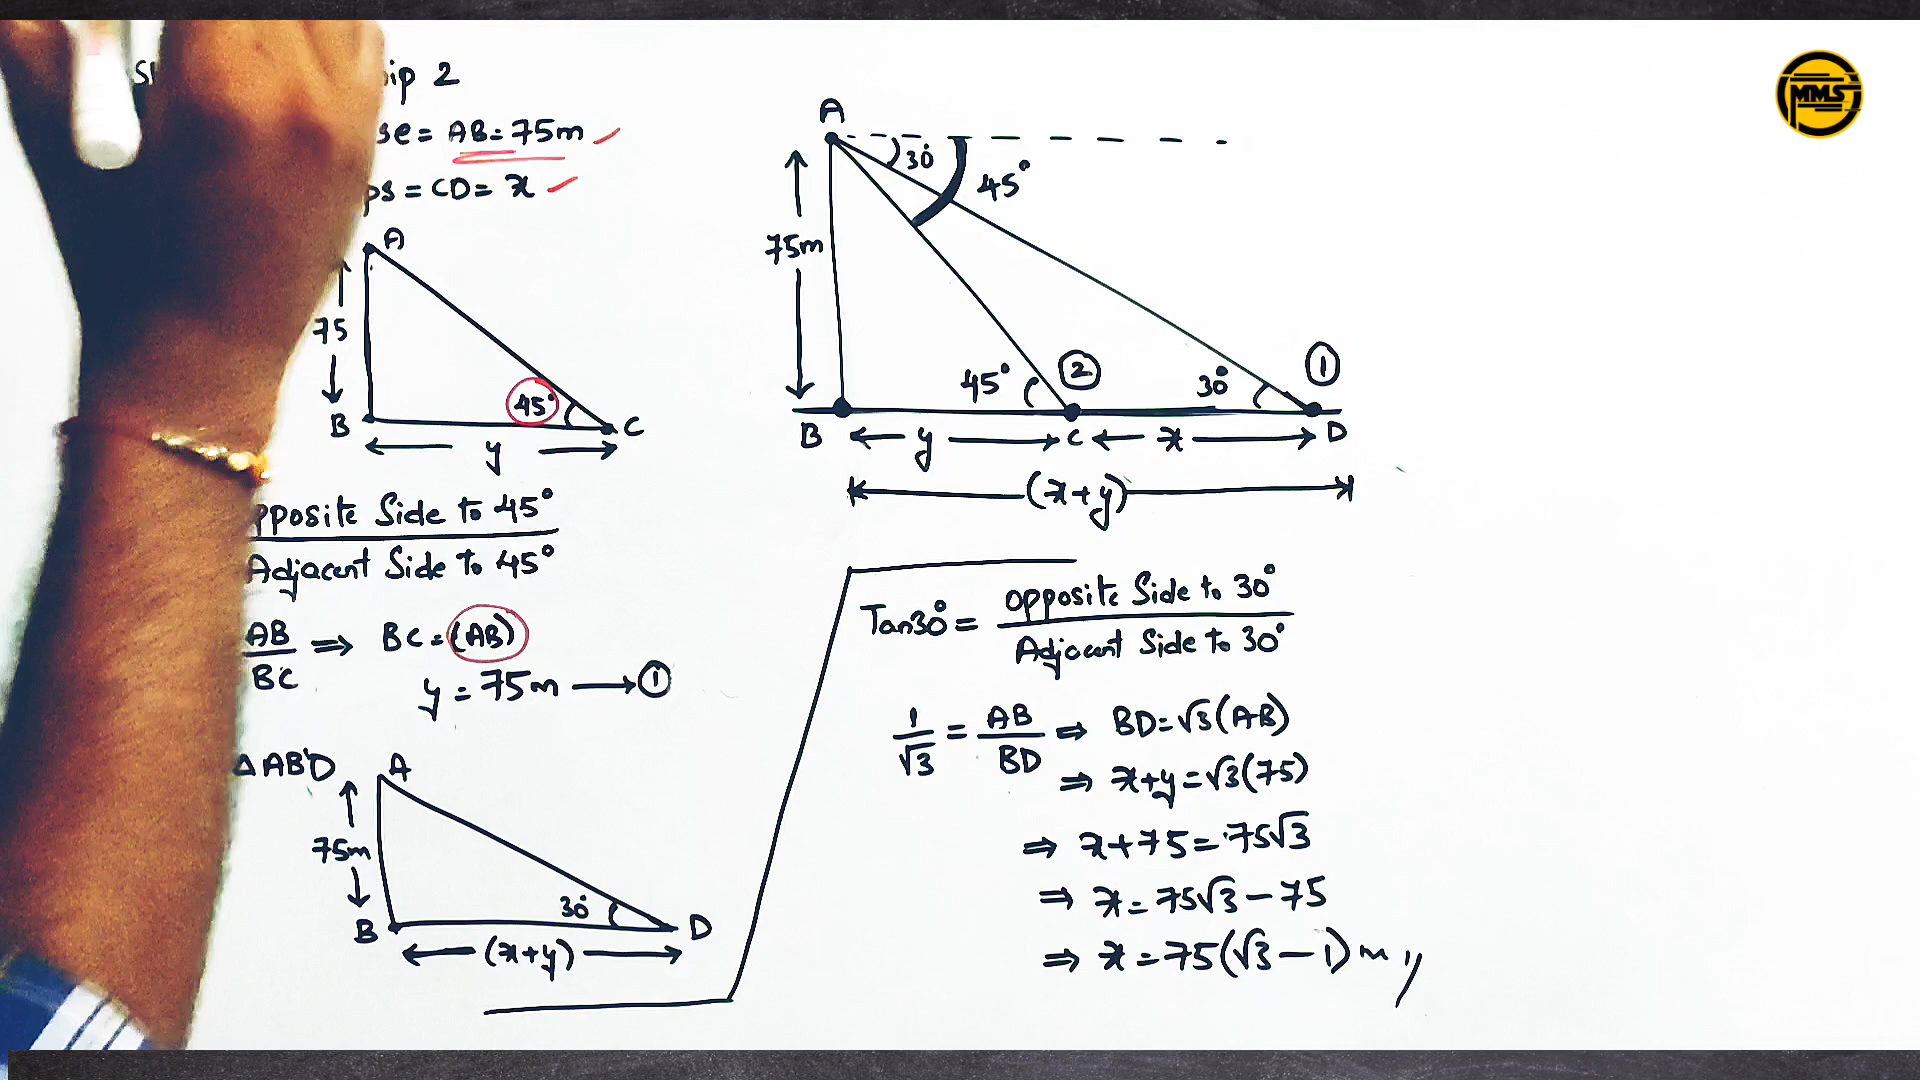 ip 2
se = AB = 75m
ps = CD = x
A
75
45°
B
C
y
opposite Side to 45°
Adjacent Side to 45°
AB/BC ⇒ BC = (AB)
y = 75m → ①
△ABD
A
75m
30°
B
D
(x+y)
A
30°
45°
75m
45°
②
30°
①
B
y
C
x
D
(x+y)
Tan30° = opposite Side to 30° / Adjacent Side to 30°
1/√3 = AB/BD ⇒ BD = √3(AB)
⇒ x+y = √3(75)
⇒ x+75 = 75√3
⇒ x = 75√3 - 75
⇒ x = 75(√3 - 1) m //
MMS